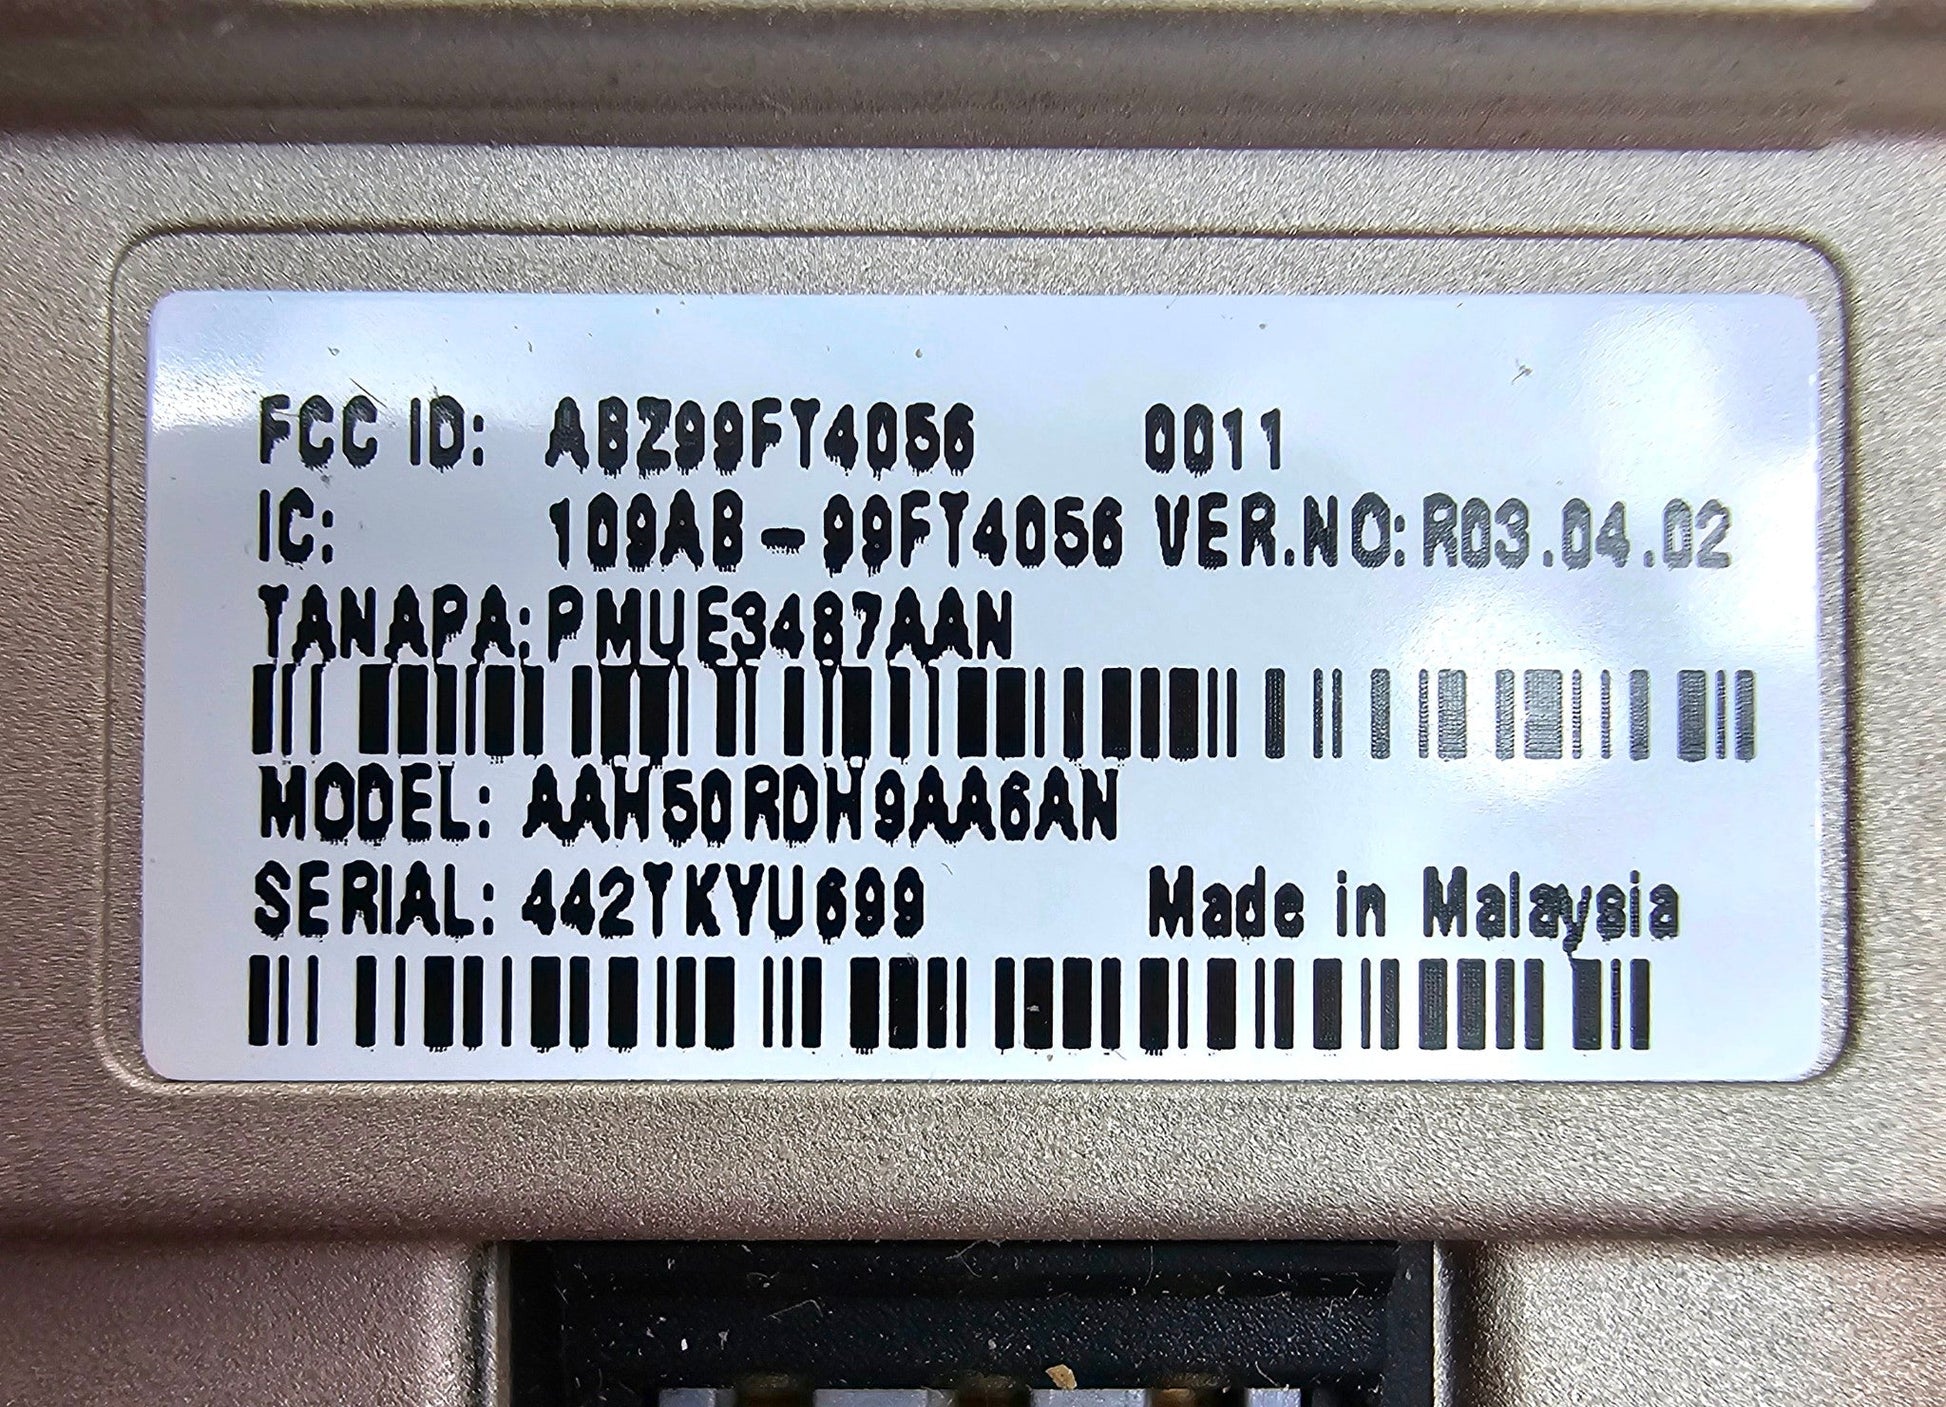 FCC ID: ABZ99FT4056 0011
IC: 109AB-99FT4056 VER.NO:R03.04.02
TANAPA:PMUE3487AAN
MODEL: AAH50RDH9AA6AN
SERIAL: 442TKVU699 Made in Malaysia